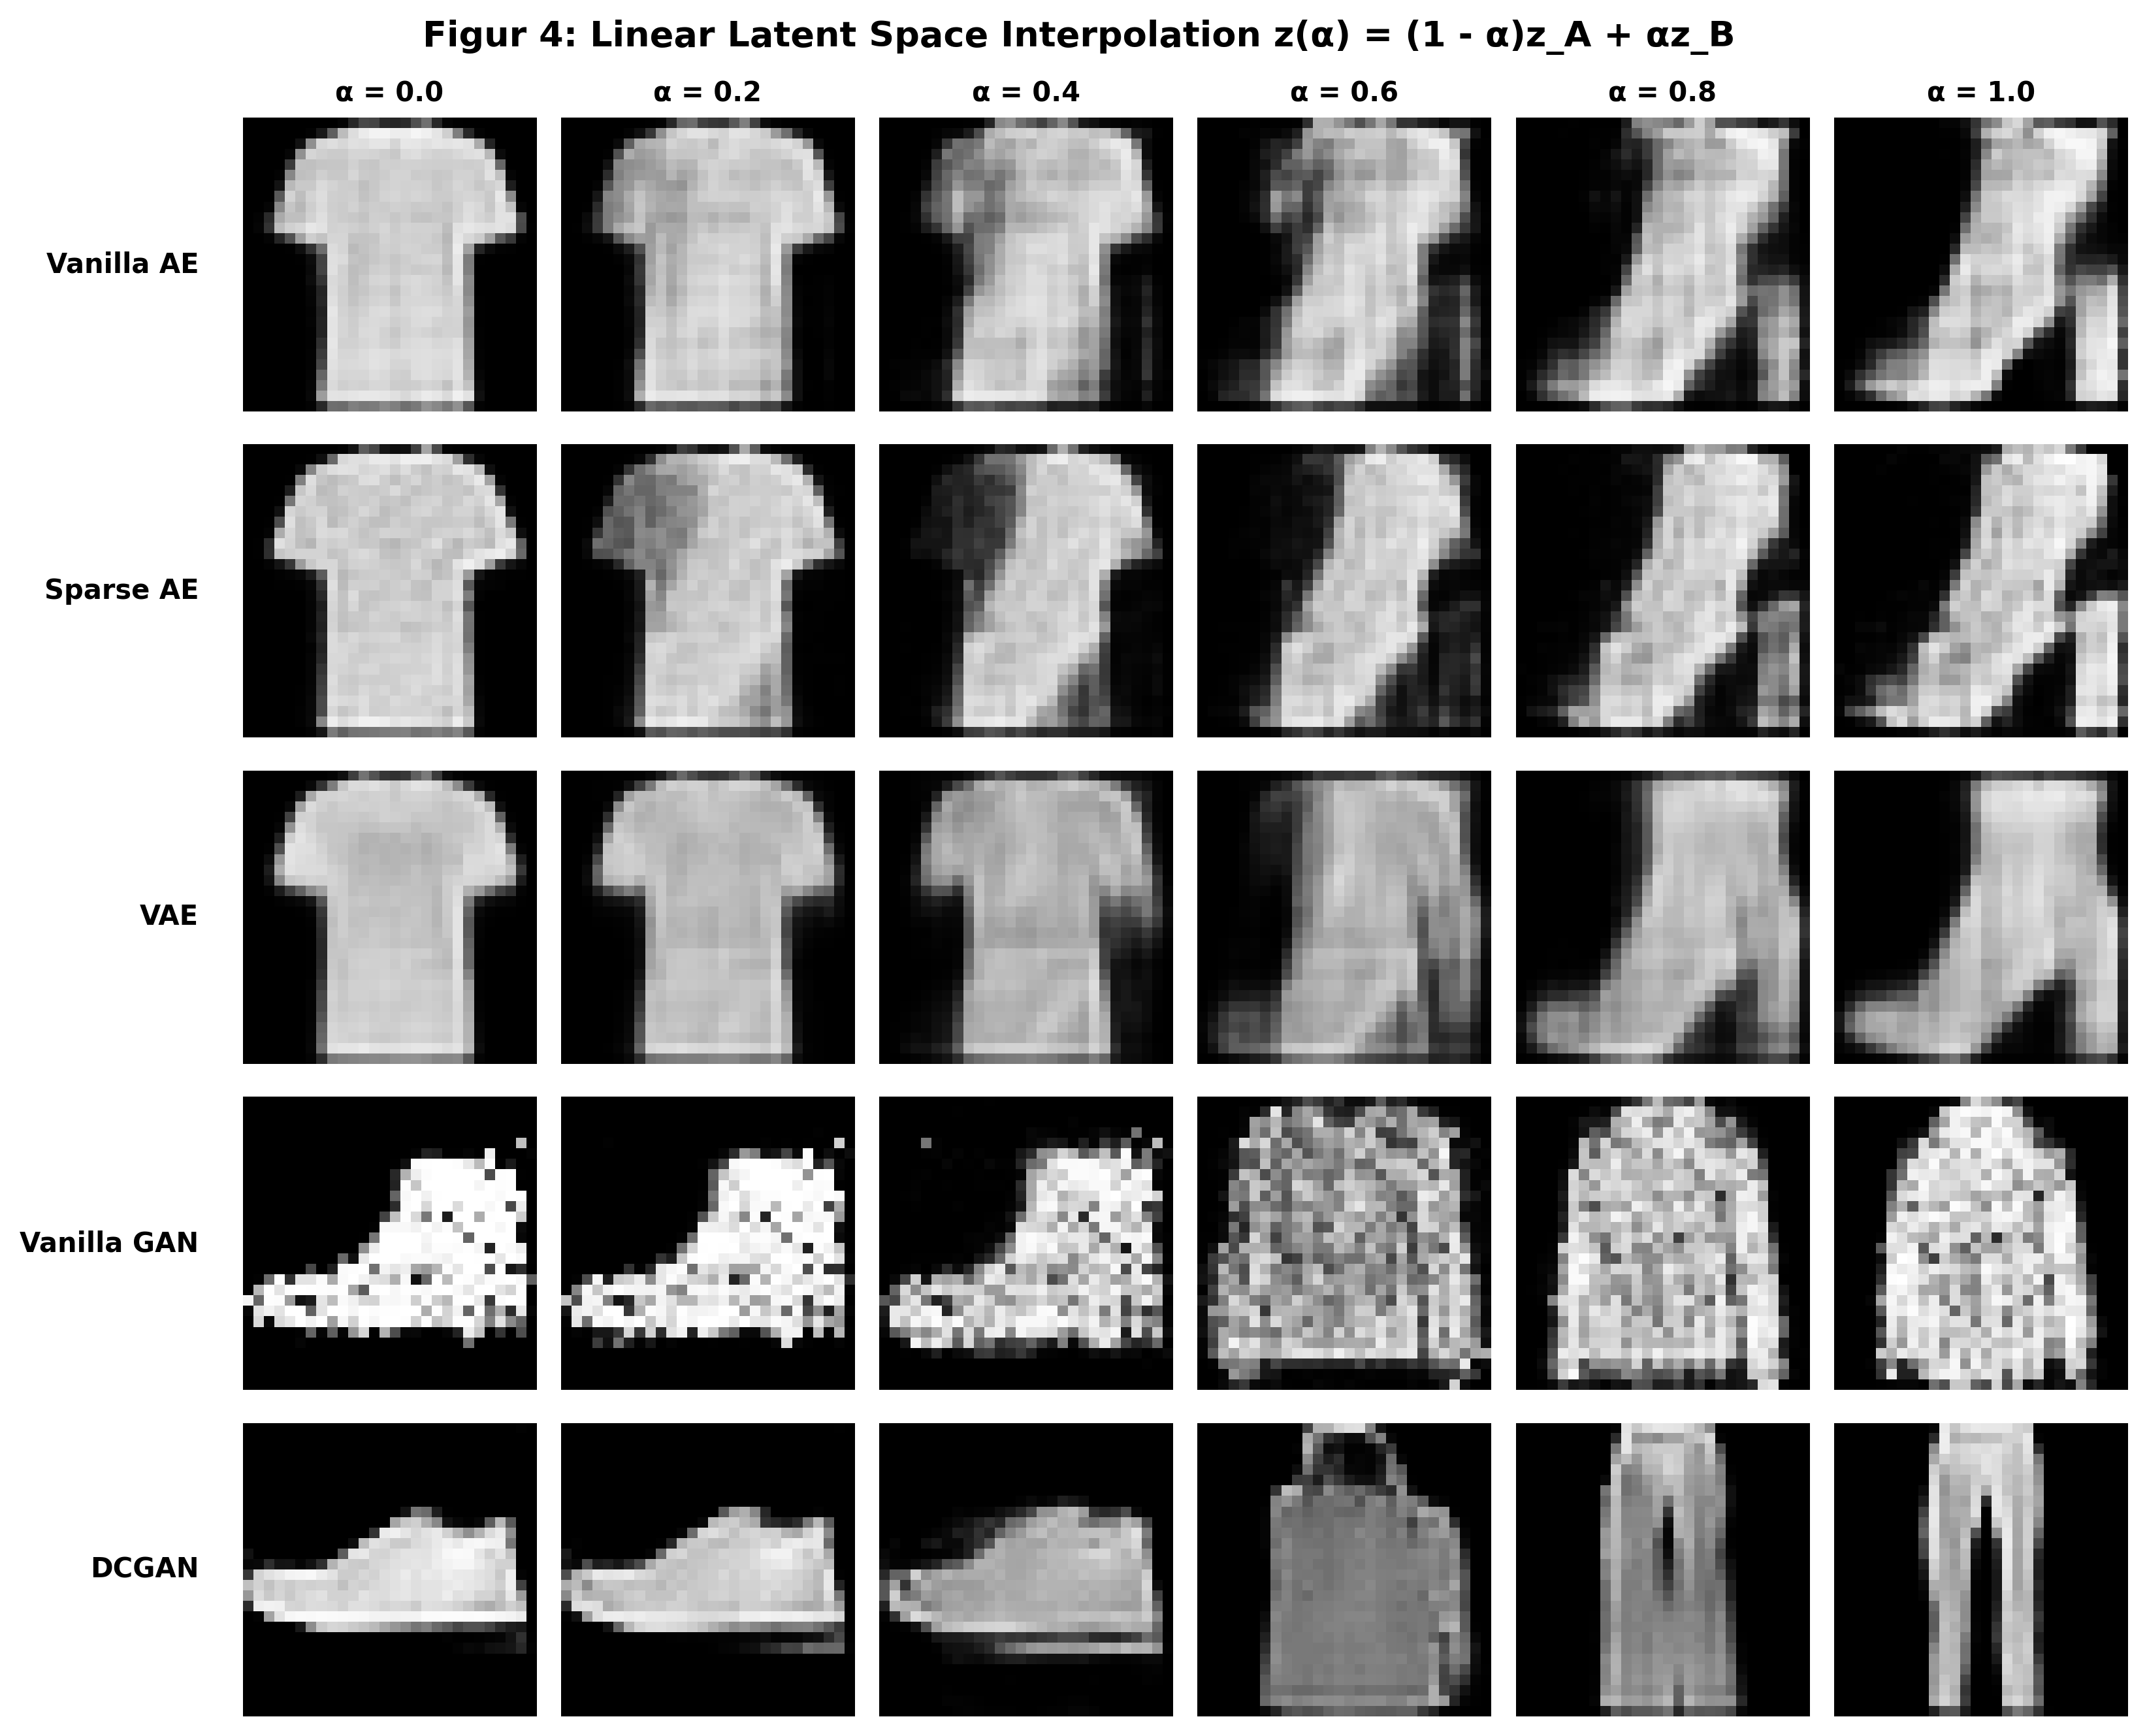 Figur 4: Linear Latent Space Interpolation z(α) = (1 - α)z_A + αz_B
α = 0.0 α = 0.2 α = 0.4 α = 0.6 α = 0.8 α = 1.0
Vanilla AE
Sparse AE
VAE
Vanilla GAN
DCGAN